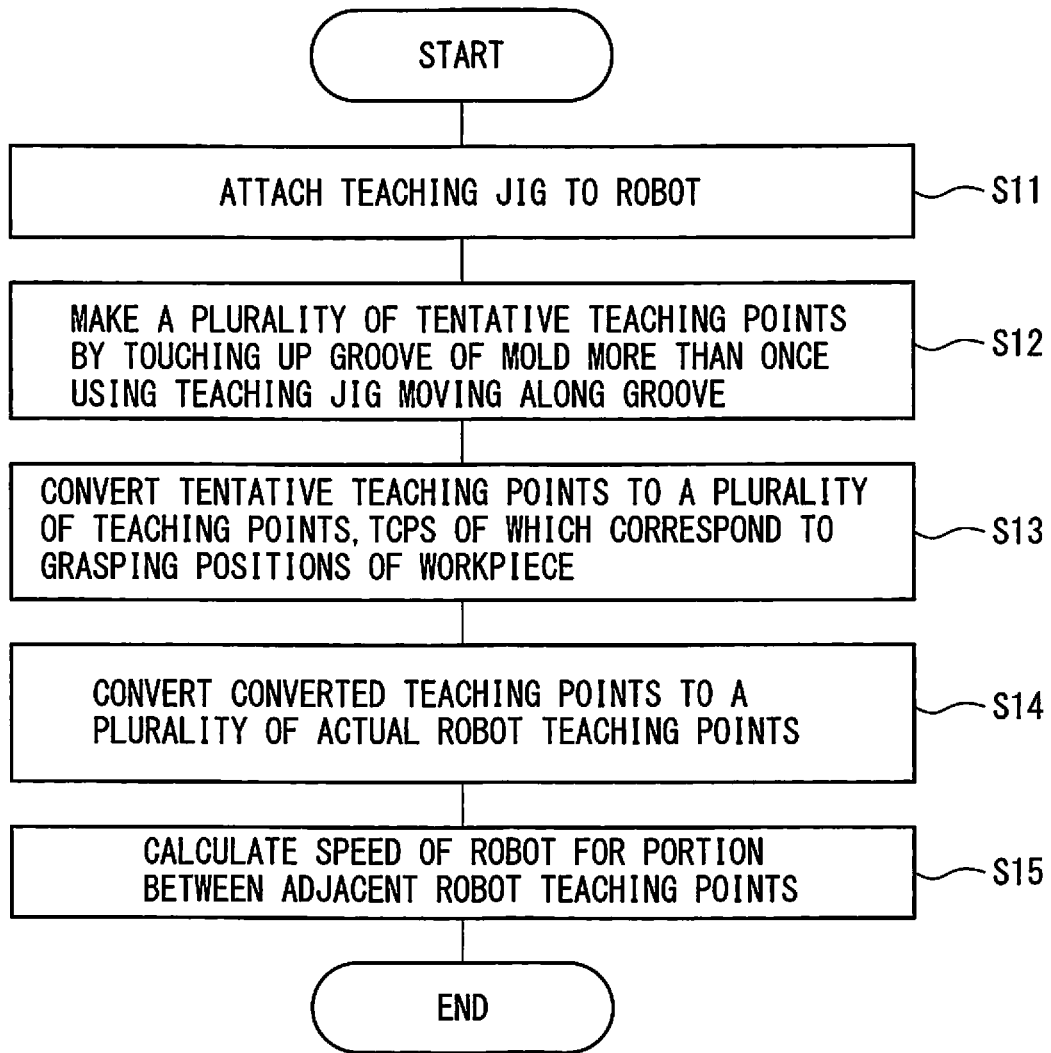 START
ATTACH TEACHING JIG TO ROBOT
S11
MAKE A PLURALITY OF TENTATIVE TEACHING POINTS
BY TOUCHING UP GROOVE OF MOLD MORE THAN ONCE
USING TEACHING JIG MOVING ALONG GROOVE
S12
CONVERT TENTATIVE TEACHING POINTS TO A PLURALITY
OF TEACHING POINTS, TCPS OF WHICH CORRESPOND TO
GRASPING POSITIONS OF WORKPIECE
S13
CONVERT CONVERTED TEACHING POINTS TO A
PLURALITY OF ACTUAL ROBOT TEACHING POINTS
S14
CALCULATE SPEED OF ROBOT FOR PORTION
BETWEEN ADJACENT ROBOT TEACHING POINTS
S15
END